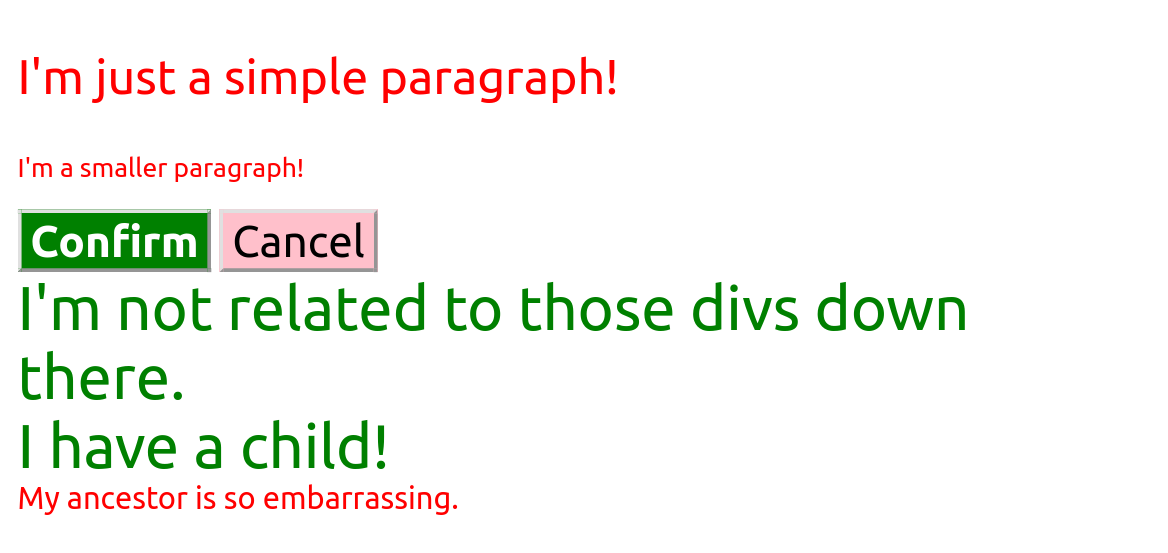 I'm just a simple paragraph!
I'm a smaller paragraph!
Confirm Cancel
I'm not related to those divs down
there.
I have a child!
My ancestor is so embarrassing.